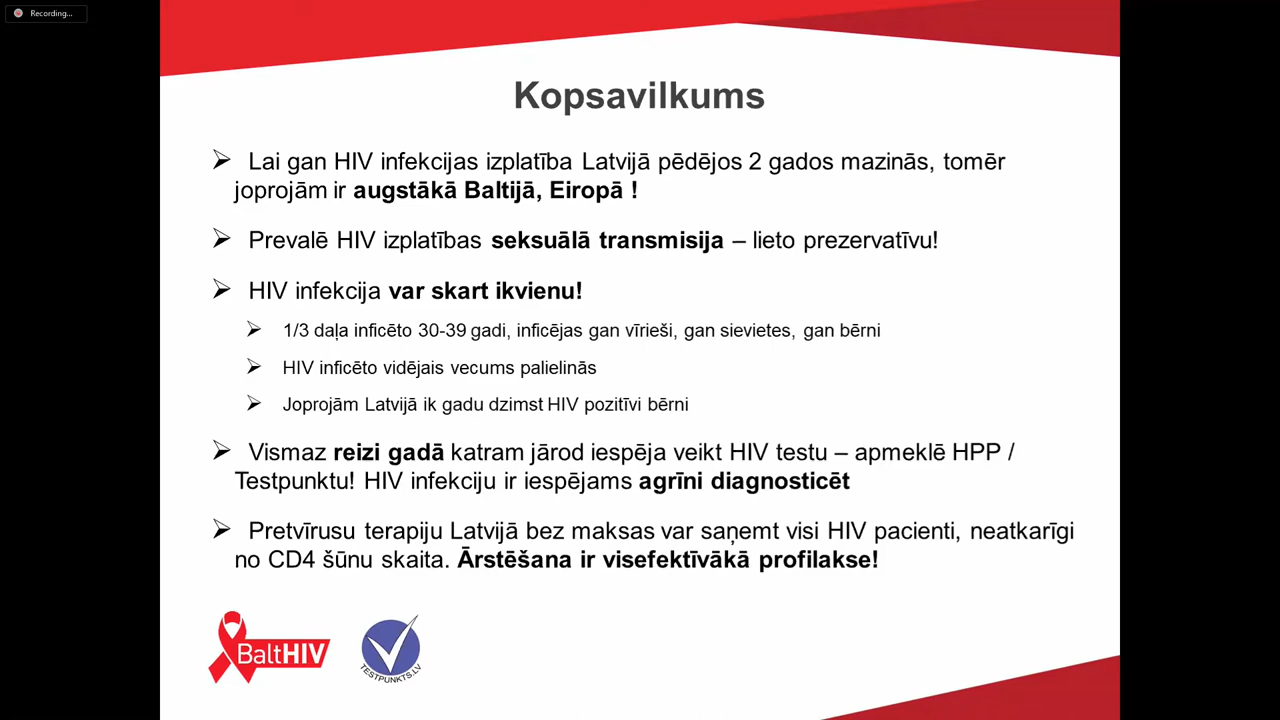 Recording...
Kopsavilkums
➢ Lai gan HIV infekcijas izplatība Latvijā pēdējos 2 gados mazinās, tomēr
joprojām ir augstākā Baltijā, Eiropā !
➢ Prevalē HIV izplatības seksuālā transmisija – lieto prezervatīvu!
➢ HIV infekcija var skart ikvienu!
➢ 1/3 daļa inficēto 30-39 gadi, inficējas gan vīrieši, gan sievietes, gan bērni
➢ HIV inficēto vidējais vecums palielinās
➢ Joprojām Latvijā ik gadu dzimst HIV pozitīvi bērni
➢ Vismaz reizi gadā katram jārod iespēja veikt HIV testu – apmeklē HPP /
Testpunktu! HIV infekciju ir iespējams agrīni diagnosticēt
➢ Pretvīrusu terapiju Latvijā bez maksas var saņemt visi HIV pacienti, neatkarīgi
no CD4 šūnu skaita. Ārstēšana ir visefektīvākā profilakse!
BaltHIV
TESTPUNKTS.LV